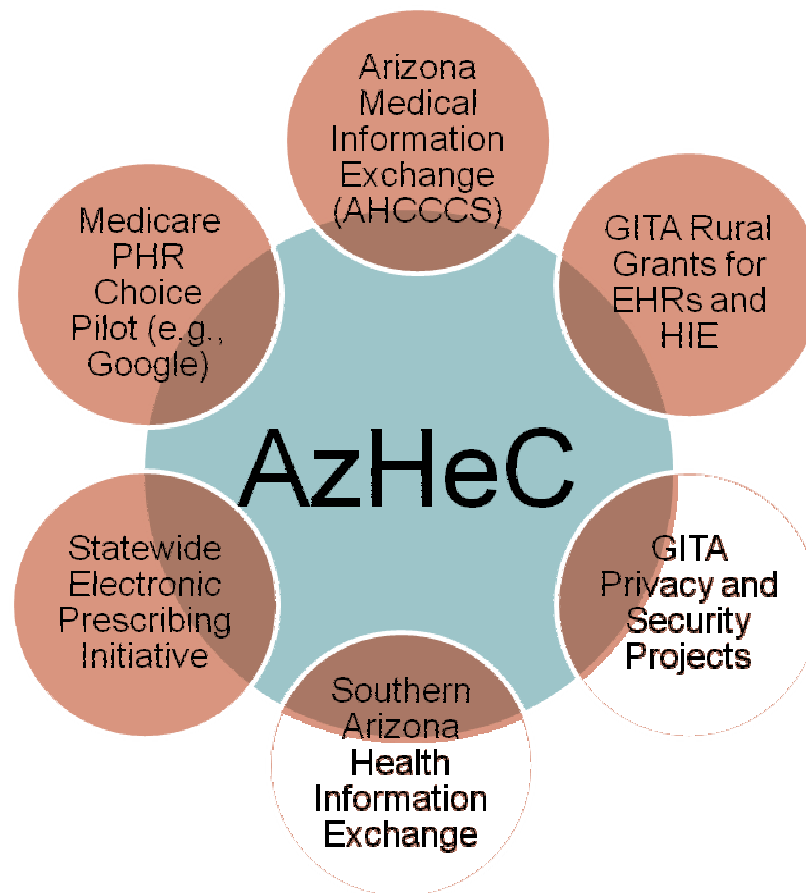 Arizona
Medical
Information
Exchange
(AHCCCS)
GITA Rural
Grants for
EHRs and
HIE
GITA
Privacy and
Security
Projects
Southern
Arizona
Health
Information
Exchange
Statewide
Electronic
Prescribing
Initiative
Medicare
PHR
Choice
Pilot (e.g.,
Google)
AzHeC